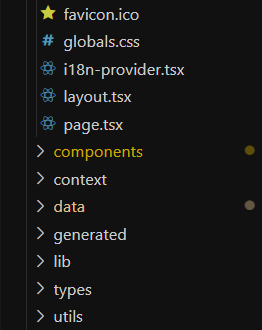 favicon.ico
# globals.css
i18n-provider.tsx
layout.tsx
page.tsx
components
context
data
generated
lib
types
utils